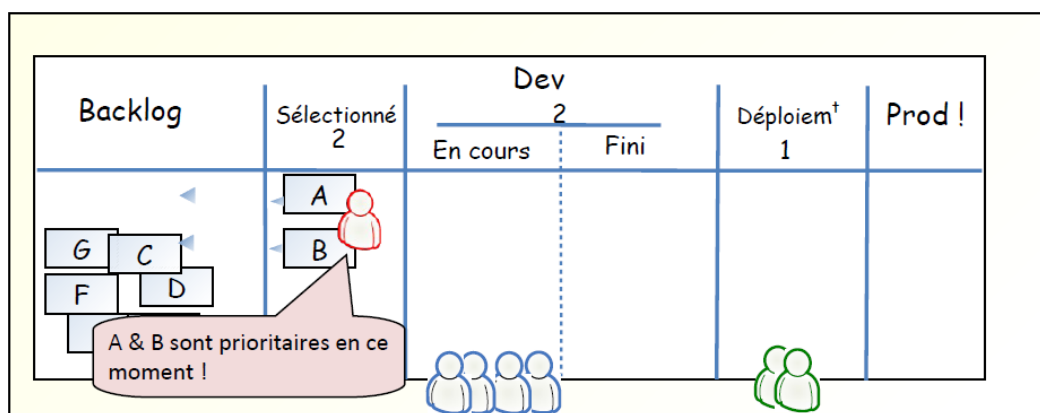 Backlog
Sélectionné
2
Dev
2
En cours
Fini
Déploiem†
1
Prod !
A
B
G
C
F
D
A & B sont prioritaires en ce
moment !